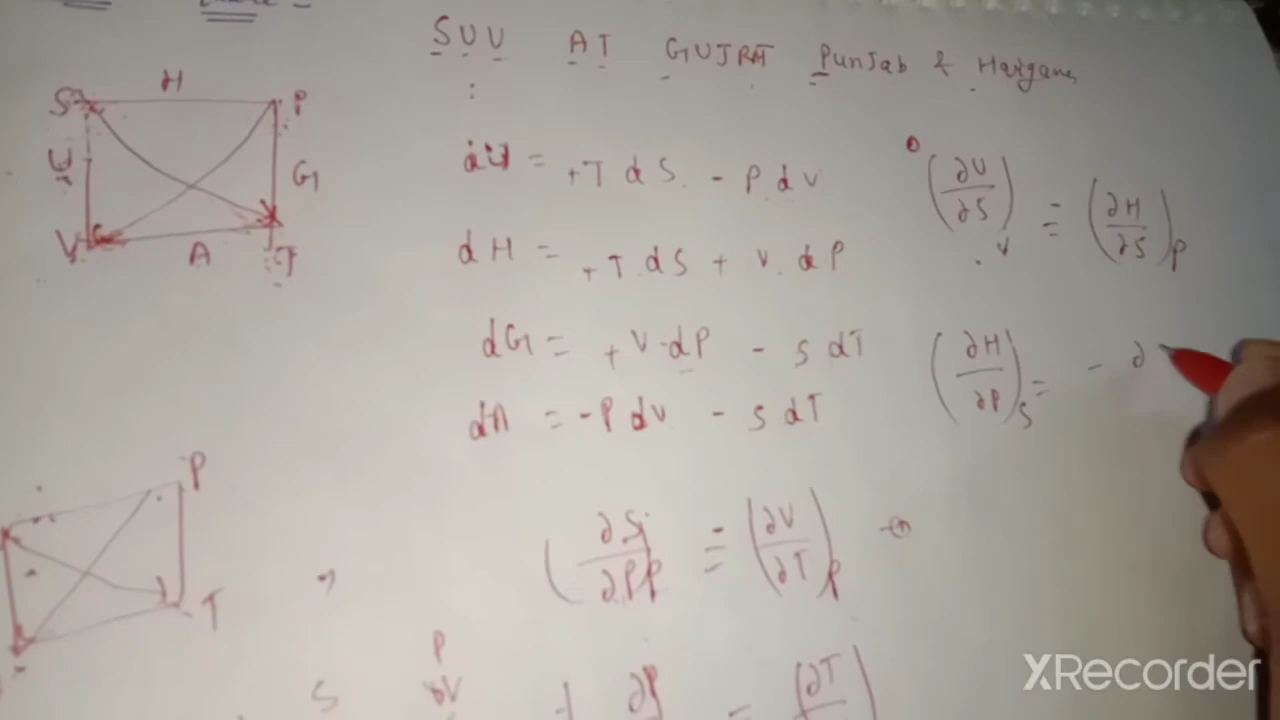 SUV AT GUJRAT Punjab & Haryana
S H P
U G
V A T
dU = +T dS - P dV
dH = +T dS + V dP
dG = +V dP - S dT
dA = -P dV - S dT
(∂U/∂S)V = (∂H/∂S)P
(∂H/∂P)S = - ∂
P
T
(∂S/∂P)P = (∂V/∂T)P
P
S ∂V ∂P = (∂T
XRecorder